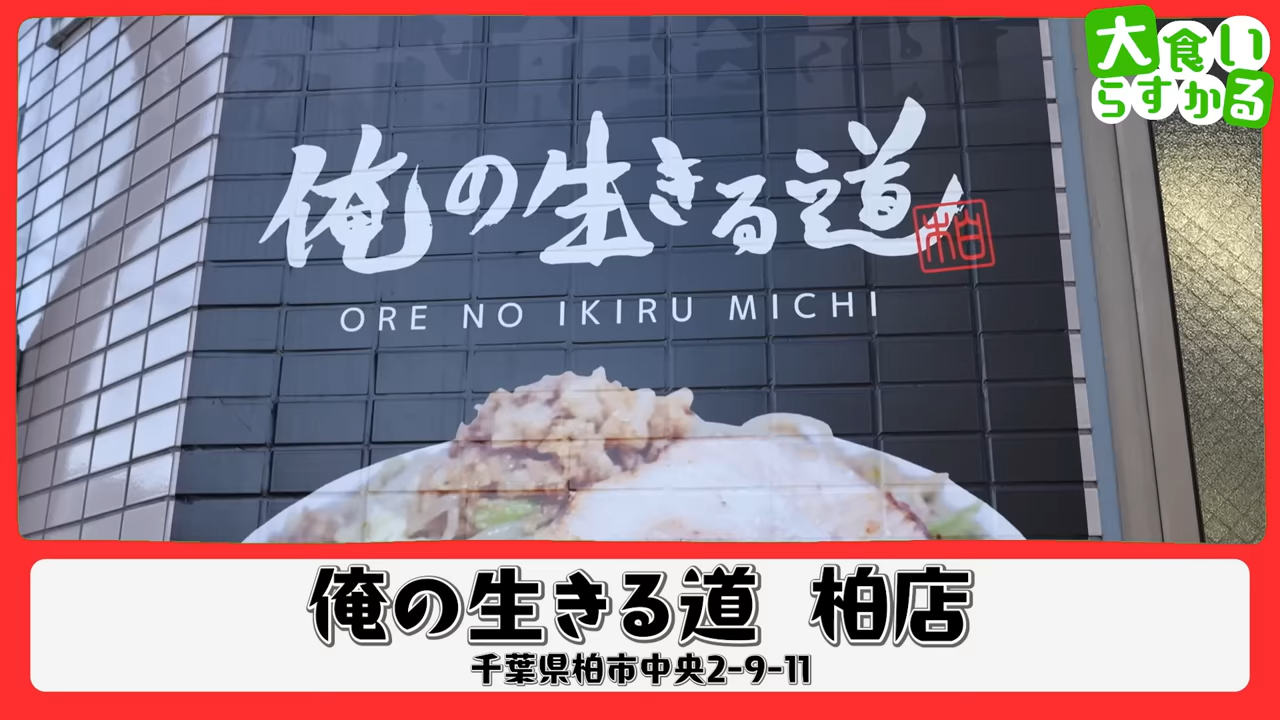 大食い
らすかる
俺の生きる道
柏
ORE NO IKIRU MICHI
俺の生きる道 柏店
千葉県柏市中央2-9-11